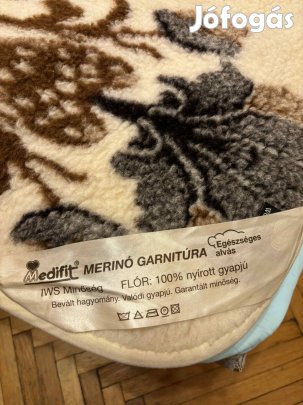 Jófogás
Medifit® MERINÓ GARNITÚRA Egészséges alvás
IWS Minőség FLÓR: 100% nyírott gyapjú
Bevált hagyomány. Valódi gyapjú. Garantált minőség.